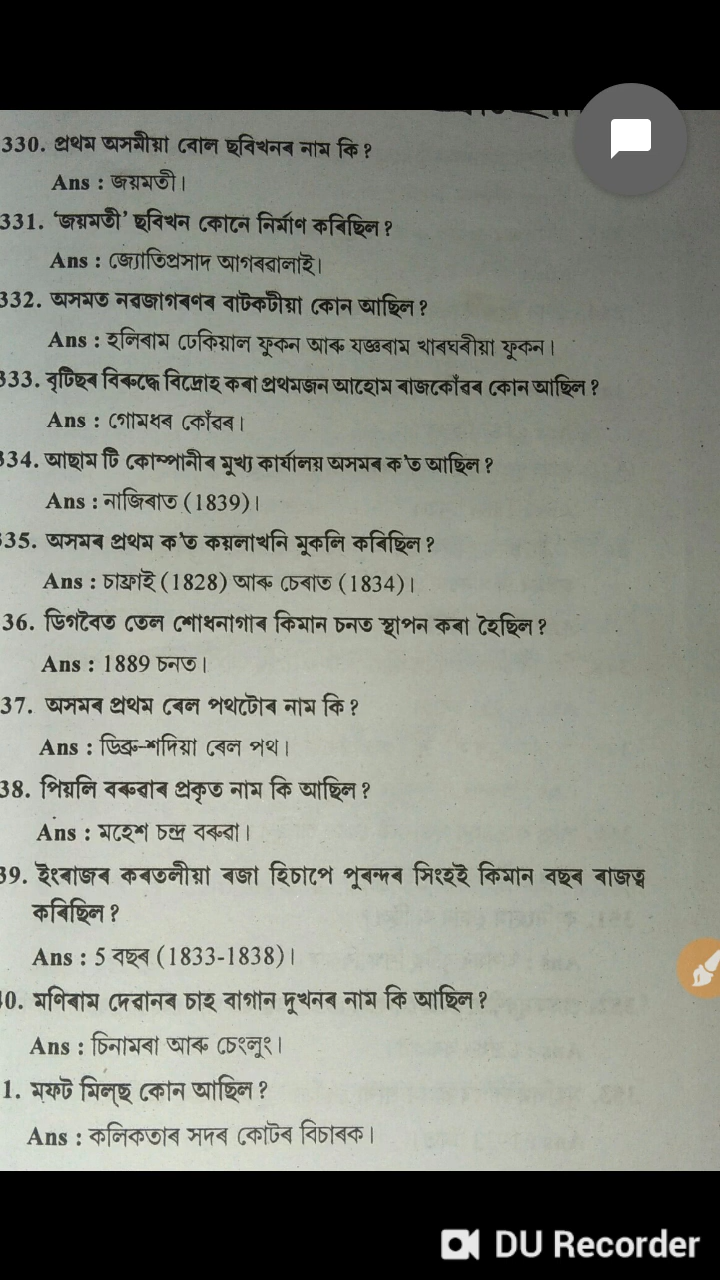 330. প্ৰথম অসমীয়া বোল ছবিখনৰ নাম কি ?
Ans : জয়মতী।
331. ‘জয়মতী’ ছবিখন কোনে নিৰ্মাণ কৰিছিল ?
Ans : জ্যোতিপ্ৰসাদ আগৰৱালাই।
332. অসমত নৱজাগৰণৰ বাটকটীয়া কোন আছিল ?
Ans : হলিৰাম ঢেকিয়াল ফুকন আৰু যজ্ঞৰাম খাৰঘৰীয়া ফুকন।
333. বৃটিছৰ বিৰুদ্ধে বিদ্ৰোহ কৰা প্ৰথমজন আহোম ৰাজকোঁৱৰ কোন আছিল ?
Ans : গোমধৰ কোঁৱৰ।
334. আছাম টি কোম্পানীৰ মুখ্য কাৰ্যালয় অসমৰ ক'ত আছিল ?
Ans : নাজিৰাত (1839)।
35. অসমৰ প্ৰথম ক'ত কয়লাখনি মুকলি কৰিছিল ?
Ans : চাফ্ৰাই (1828) আৰু চেৰাত (1834)।
36. ডিগবৈত তেল শোধনাগাৰ কিমান চনত স্থাপন কৰা হৈছিল ?
Ans : 1889 চনত।
37. অসমৰ প্ৰথম ৰেল পথটোৰ নাম কি ?
Ans : ডিব্ৰু-শদিয়া ৰেল পথ।
38. পিয়লি বৰুৱাৰ প্ৰকৃত নাম কি আছিল ?
Ans : মহেশ চন্দ্ৰ বৰুৱা।
39. ইংৰাজৰ কৰতলীয়া ৰজা হিচাপে পুৰন্দৰ সিংহই কিমান বছৰ ৰাজত্ব
কৰিছিল ?
Ans : 5 বছৰ (1833-1838)।
40. মণিৰাম দেৱানৰ চাহ বাগান দুখনৰ নাম কি আছিল ?
Ans : চিনামৰা আৰু চেংলুং।
1. মফট মিল্‌ছ কোন আছিল ?
Ans : কলিকতাৰ সদৰ কোৰ্টৰ বিচাৰক।
DU Recorder